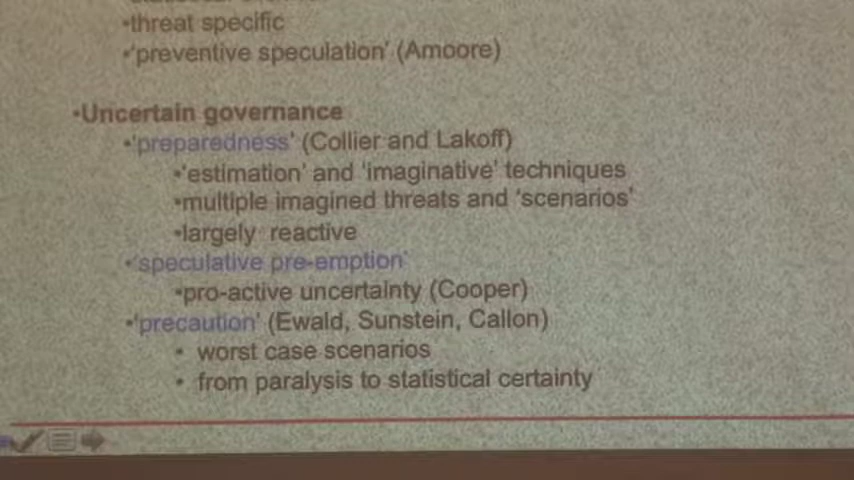 •threat specific
•'preventive speculation' (Amoore)
•Uncertain governance
•'preparedness' (Collier and Lakoff)
•'estimation' and 'imaginative' techniques
•multiple imagined threats and 'scenarios'
•largely reactive
•'speculative pre-emption'
•pro-active uncertainty (Cooper)
•'precaution' (Ewald, Sunstein, Callon)
• worst case scenarios
• from paralysis to statistical certainty